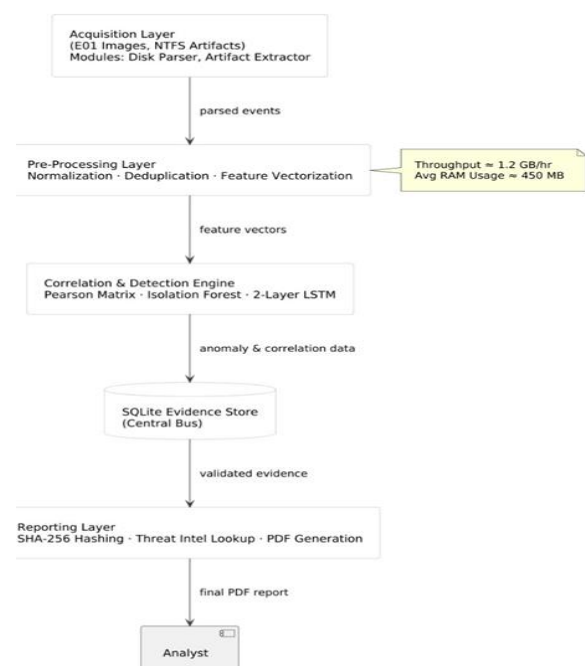 Acquisition Layer
(E01 Images, NTFS Artifacts)
Modules: Disk Parser, Artifact Extractor
parsed events
Pre-Processing Layer
Normalization · Deduplication · Feature Vectorization
Throughput ≈ 1.2 GB/hr
Avg RAM Usage ≈ 450 MB
feature vectors
Correlation & Detection Engine
Pearson Matrix · Isolation Forest · 2-Layer LSTM
anomaly & correlation data
SQLite Evidence Store
(Central Bus)
validated evidence
Reporting Layer
SHA-256 Hashing · Threat Intel Lookup · PDF Generation
final PDF report
Analyst